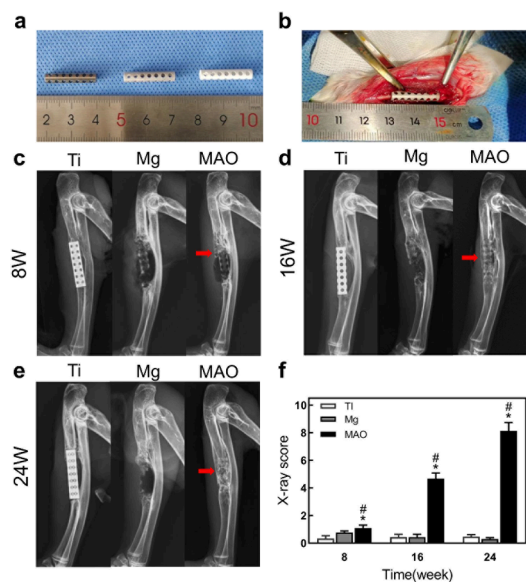 a
2 3 4 5 6 7 8 9 10
b
10 11 12 13 14 15
cm
c
Ti Mg MAO
8W
d
Ti Mg MAO
16W
e
Ti Mg MAO
24W
f
X-ray score
10
8
6
4
2
0
Ti
Mg
MAO
#
*
#
*
#
*
8 16 24
Time(week)